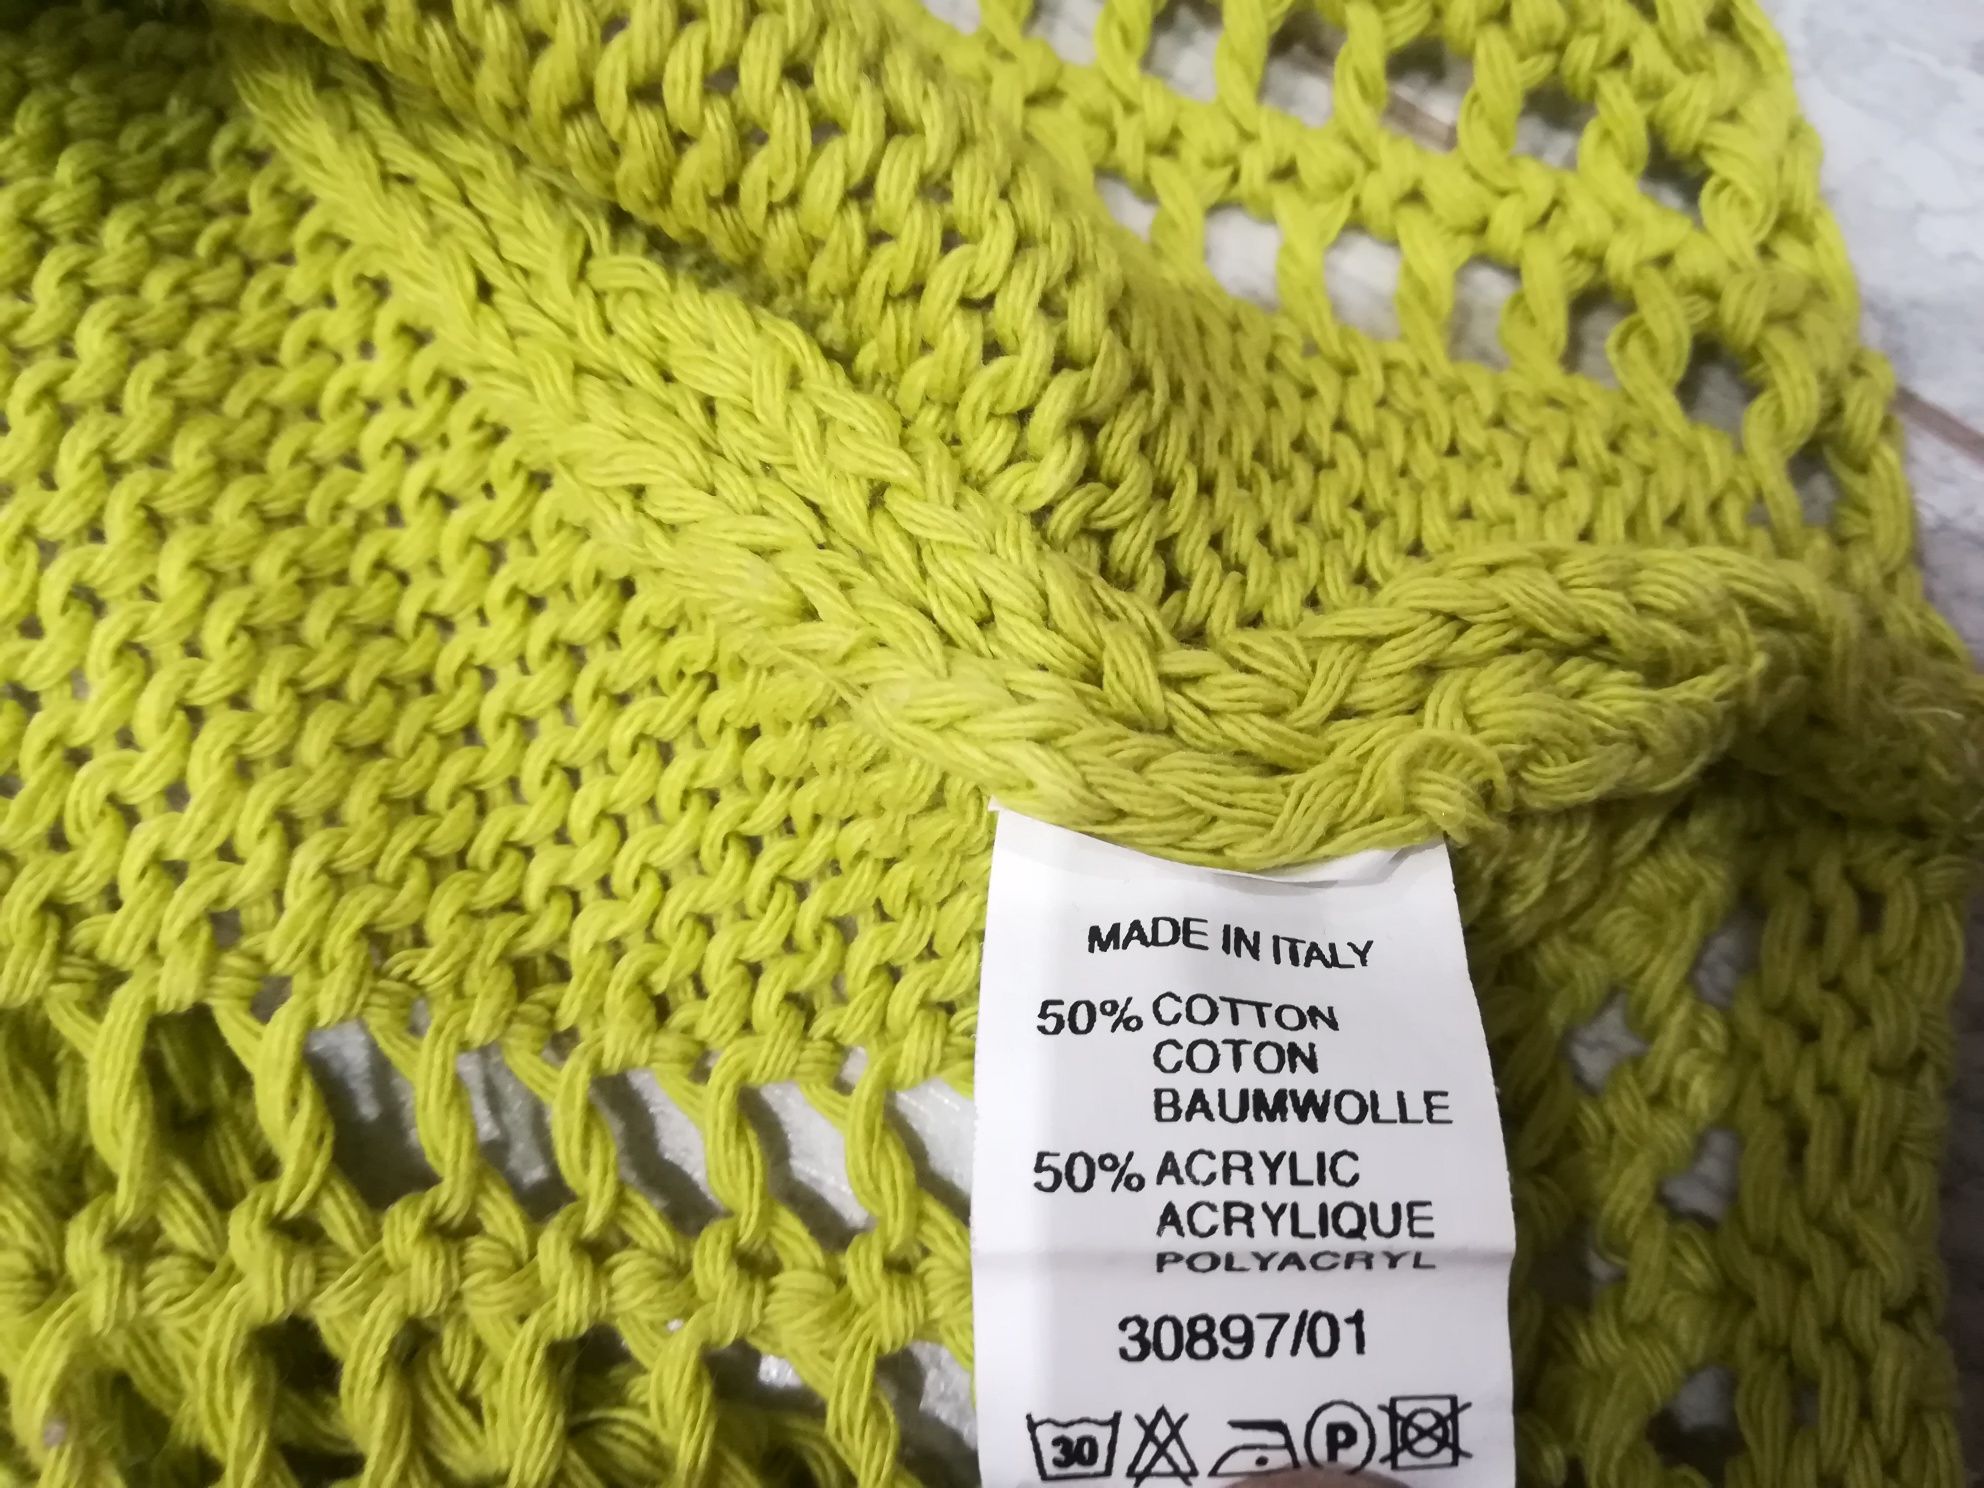 MADE IN ITALY
50% COTTON
COTON
BAUMWOLLE
50% ACRYLIC
ACRYLIQUE
POLYACRYL
30897/01
30 P